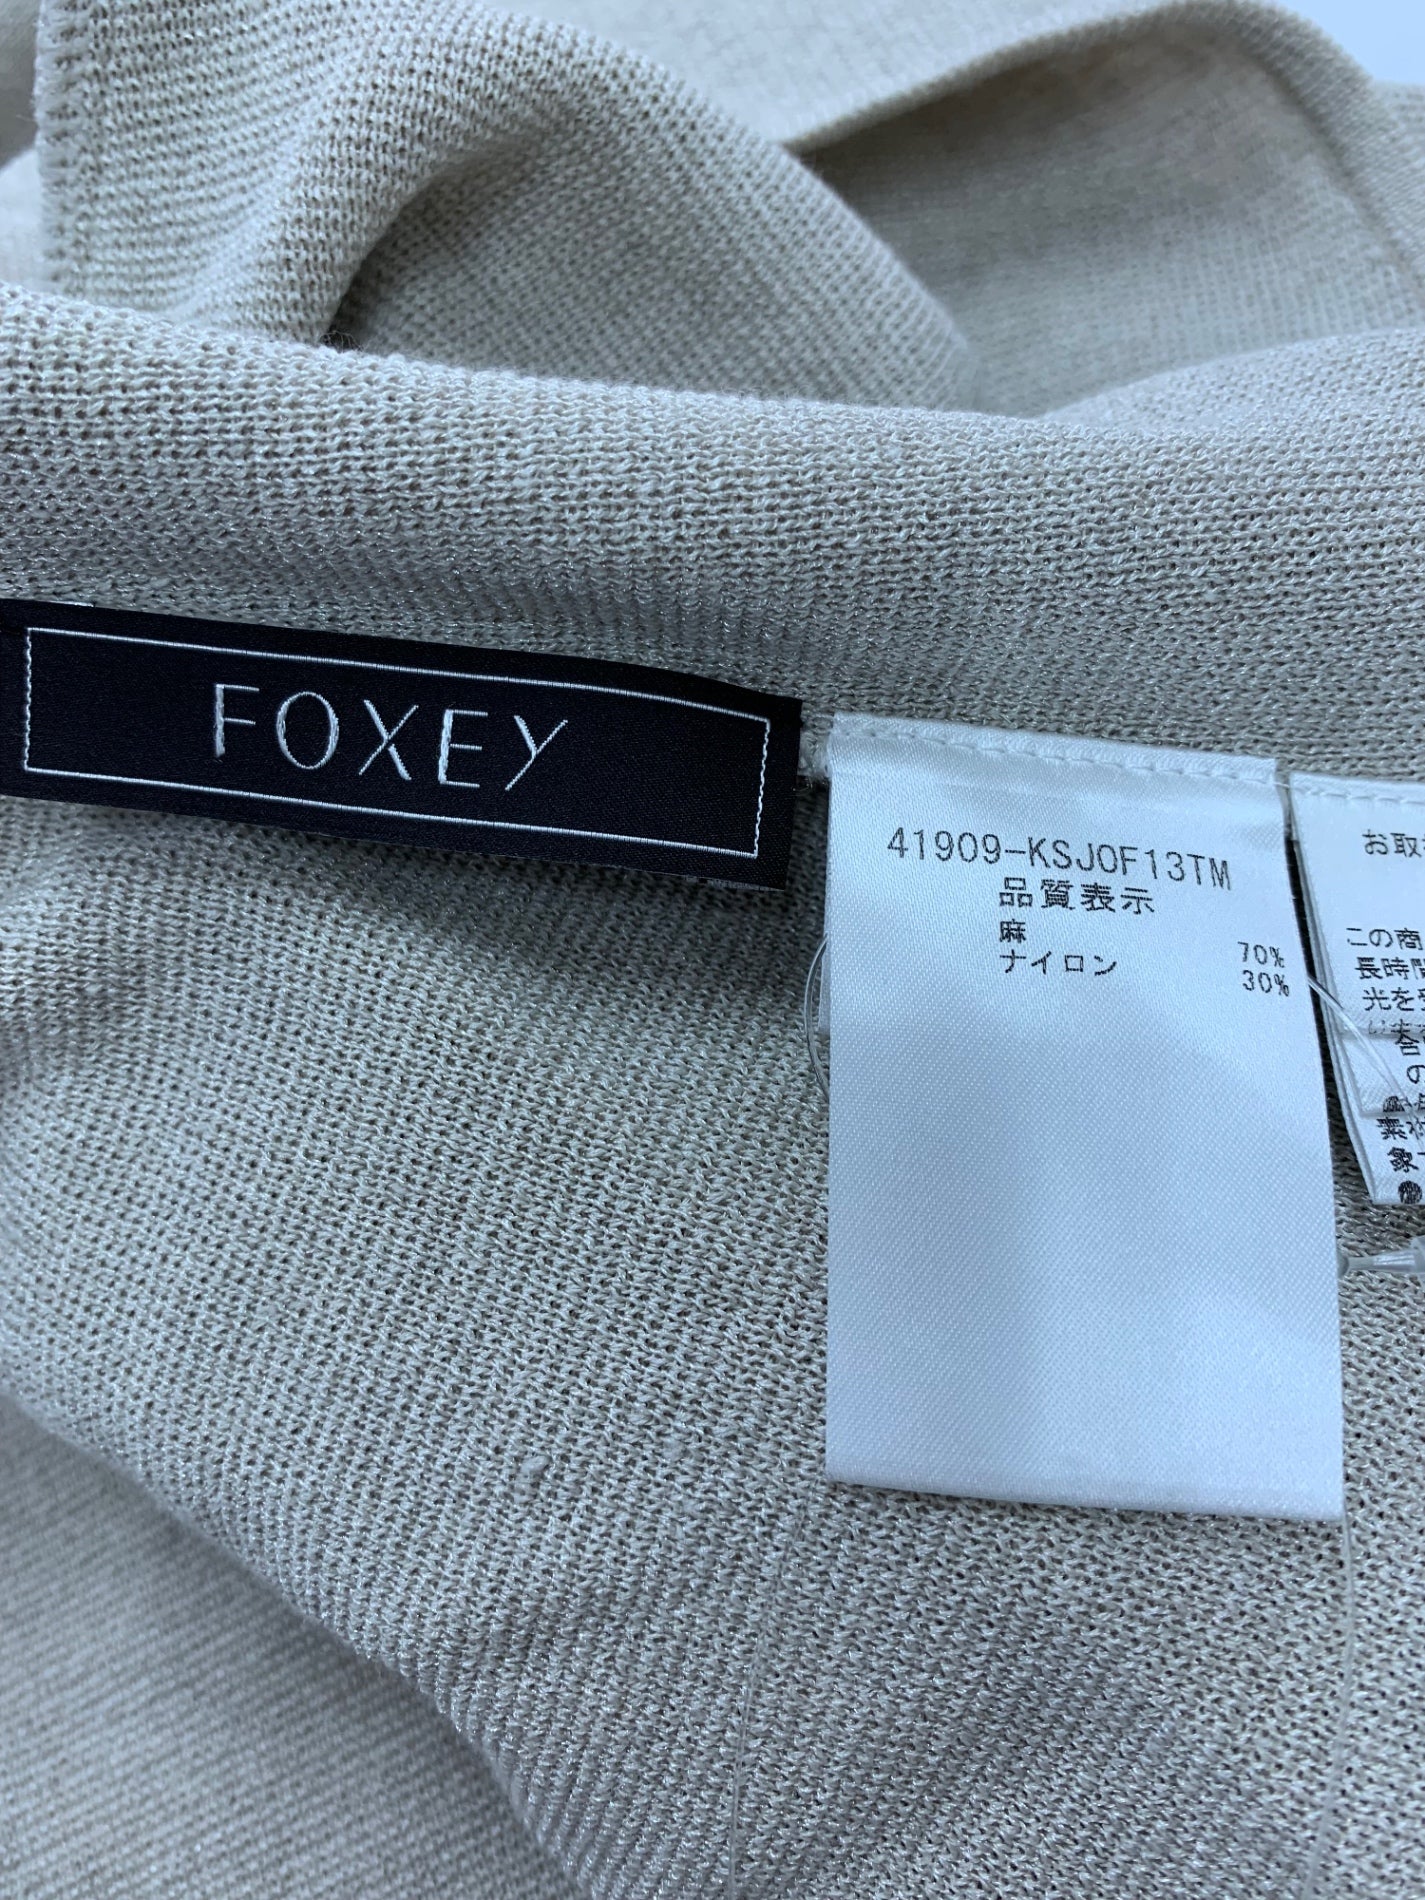 FOXEY
41909-KSJOF13TM
品質表示
麻 70%
ナイロン 30%
お取
この商
長時間
光を
の